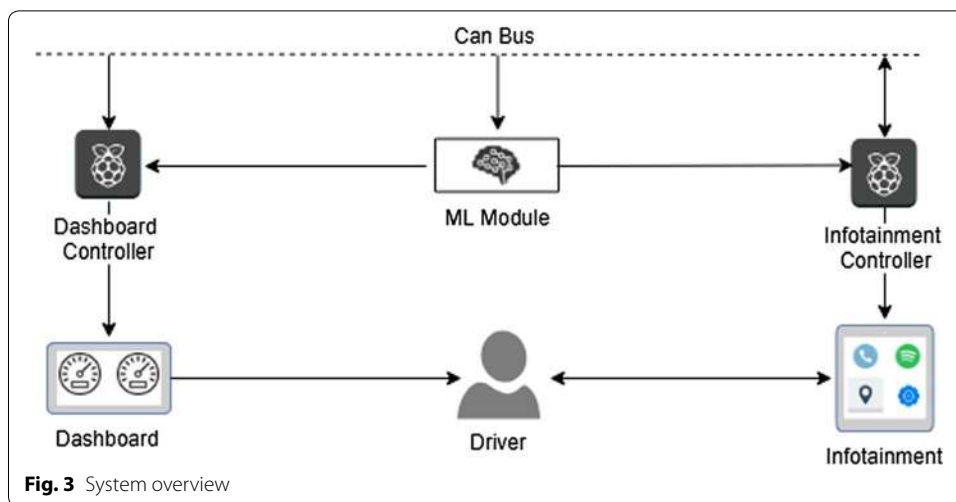 Can Bus
ML Module
Dashboard
Controller
Infotainment
Controller
Dashboard
Driver
Infotainment
Fig. 3 System overview